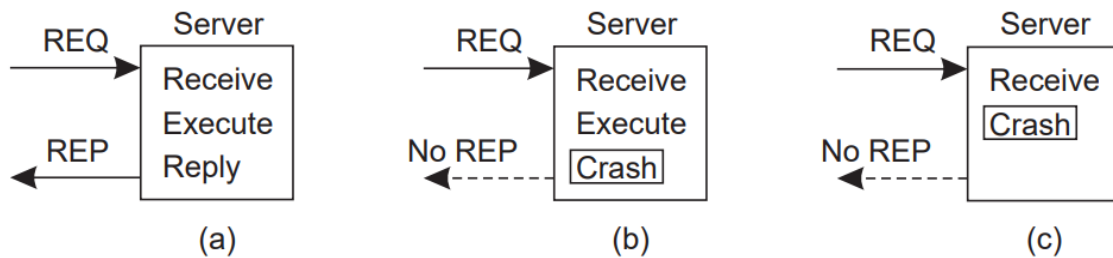 Server
REQ
Receive
Execute
REP
Reply
(a)
Server
REQ
Receive
Execute
No REP
Crash
(b)
Server
REQ
Receive
Crash
No REP
(c)